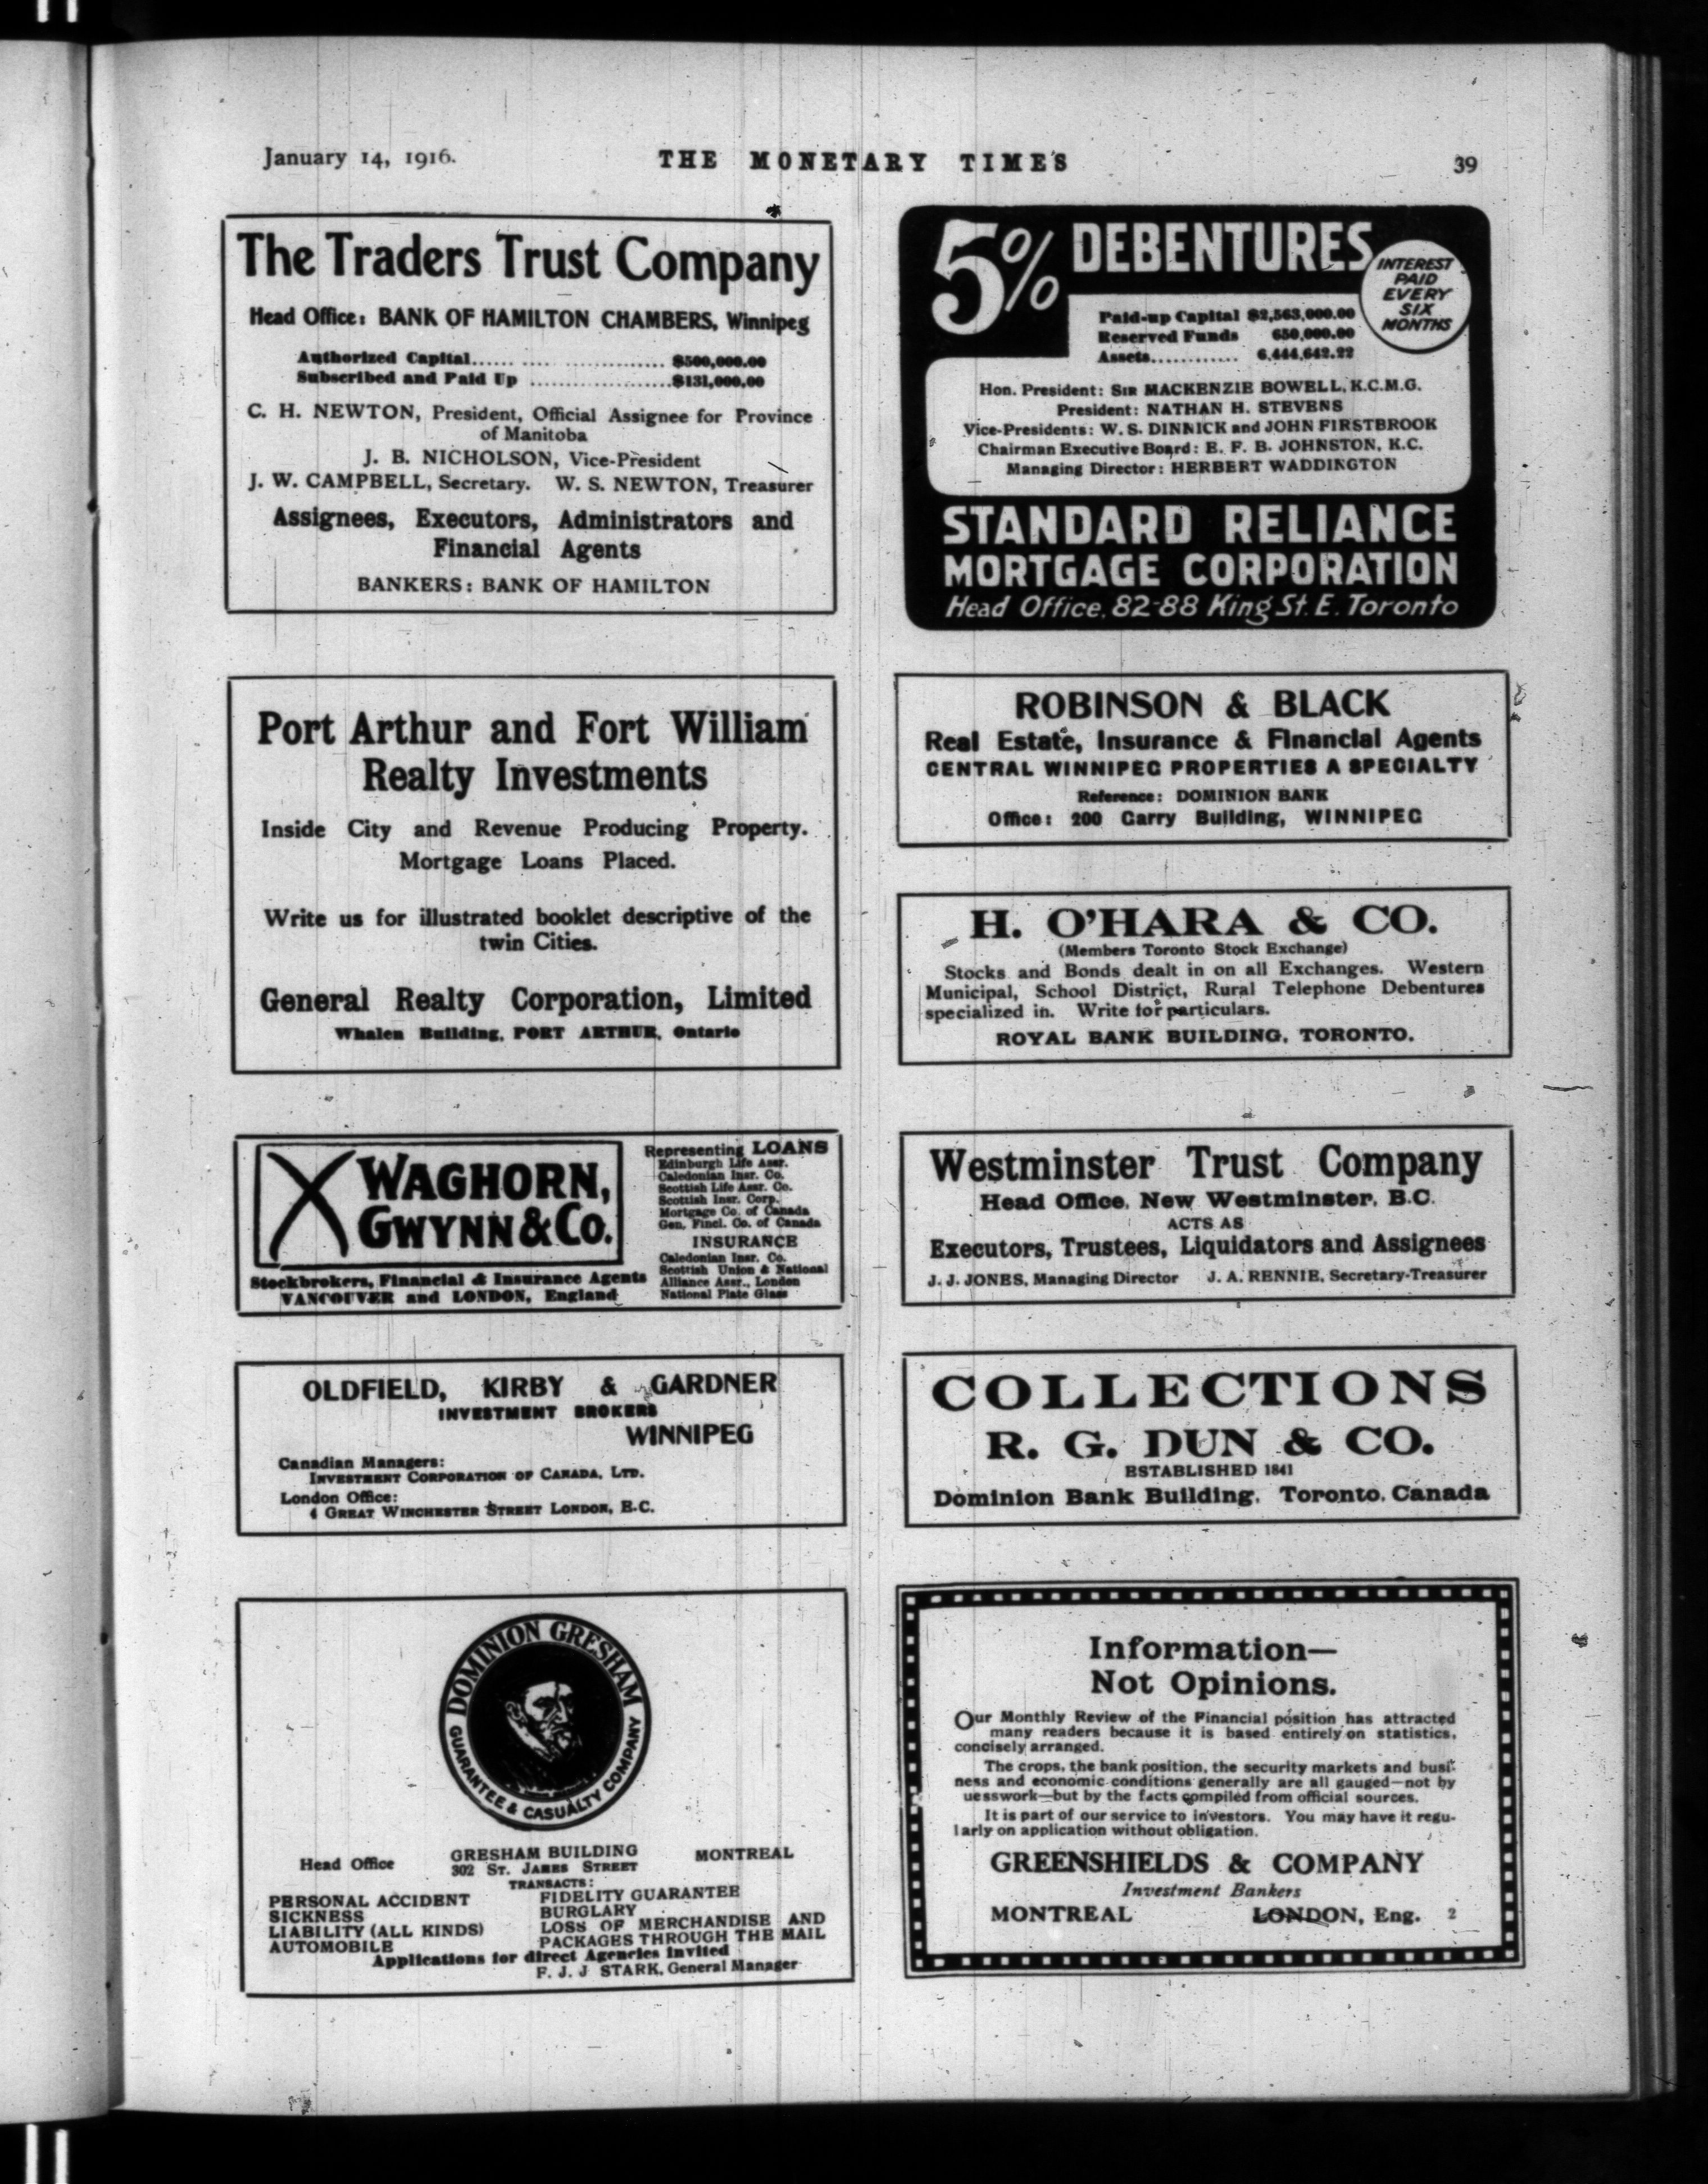 January 14, 1916.
THE MONETARY TIMES
39
The Traders Trust Company
Head Office: BANK OF HAMILTON CHAMBERS, Winnipeg
Authorized Capital...... .... ............... $500,000.00
Subscribed and Paid Up ......................$131,000.00
C. H. NEWTON, President, Official Assignee for Province
of Manitoba
J. B. NICHOLSON, Vice-President
J. W. CAMPBELL, Secretary. W. S. NEWTON, Treasurer
Assignees, Executors, Administrators and
Financial Agents
BANKERS: BANK OF HAMILTON
Port Arthur and Fort William
Realty Investments
Inside City and Revenue Producing Property.
Mortgage Loans Placed.
Write us for illustrated booklet descriptive of the
twin Cities.
General Realty Corporation, Limited
Whalen Building, PORT ARTHUR, Ontario
WAGHORN,
GWYNN & Co.
Stockbrokers, Financial & Insurance Agents
VANCOUVER and LONDON, England
Representing LOANS
Edinburgh Life Assr.
Caledonian Insr. Co.
Scottish Life Assr. Co.
Scottish Insr. Corp.
Mortgage Co. of Canada
Gen. Fincl. Co. of Canada
INSURANCE
Caledonian Insr. Co.
Scottish Union & National
Alliance Assr., London
National Plate Glass
OLDFIELD, KIRBY & GARDNER
INVESTMENT BROKERS
WINNIPEG
Canadian Managers:
INVESTMENT CORPORATION OF CANADA, LTD.
London Office:
4 GREAT WINCHESTER STREET LONDON, E.C.
DOMINION GRESHAM
GUARANTEE & CASUALTY COMPANY
Head Office
GRESHAM BUILDING
302 ST. JAMES STREET
MONTREAL
TRANSACTS:
PERSONAL ACCIDENT
SICKNESS
LIABILITY (ALL KINDS)
AUTOMOBILE
FIDELITY GUARANTEE
BURGLARY
LOSS OF MERCHANDISE AND
PACKAGES THROUGH THE MAIL
Applications for direct Agencies invited
F. J. J STARK, General Manager
5% DEBENTURES
INTEREST
PAID
EVERY
SIX
MONTHS
Paid-up Capital $2,563,000.00
Reserved Funds 650,000.00
Assets............ 6,444,642.22
Hon. President: SIR MACKENZIE BOWELL, K.C.M.G.
President: NATHAN H. STEVENS
Vice-Presidents: W. S. DINNICK and JOHN FIRSTBROOK
Chairman Executive Board: E. F. B. JOHNSTON, K.C.
Managing Director: HERBERT WADDINGTON
STANDARD RELIANCE
MORTGAGE CORPORATION
Head Office, 82-88 King St. E. Toronto
ROBINSON & BLACK
Real Estate, Insurance & Financial Agents
CENTRAL WINNIPEG PROPERTIES A SPECIALTY
Reference: DOMINION BANK
Office: 200 Garry Building, WINNIPEG
H. O'HARA & CO.
(Members Toronto Stock Exchange)
Stocks and Bonds dealt in on all Exchanges. Western
Municipal, School District, Rural Telephone Debentures
specialized in. Write for particulars.
ROYAL BANK BUILDING, TORONTO.
Westminster Trust Company
Head Office, New Westminster, B.C.
ACTS AS
Executors, Trustees, Liquidators and Assignees
J. J. JONES, Managing Director J. A. RENNIE, Secretary-Treasurer
COLLECTIONS
R. G. DUN & CO.
ESTABLISHED 1841
Dominion Bank Building, Toronto, Canada
Information—
Not Opinions.
Our Monthly Review of the Financial position has attracted
many readers because it is based entirely on statistics,
concisely arranged.
The crops, the bank position, the security markets and busi-
ness and economic conditions generally are all gauged—not by
uesswork—but by the facts compiled from official sources.
It is part of our service to investors. You may have it regu-
larly on application without obligation.
GREENSHIELDS & COMPANY
Investment Bankers
MONTREAL LONDON, Eng. 2